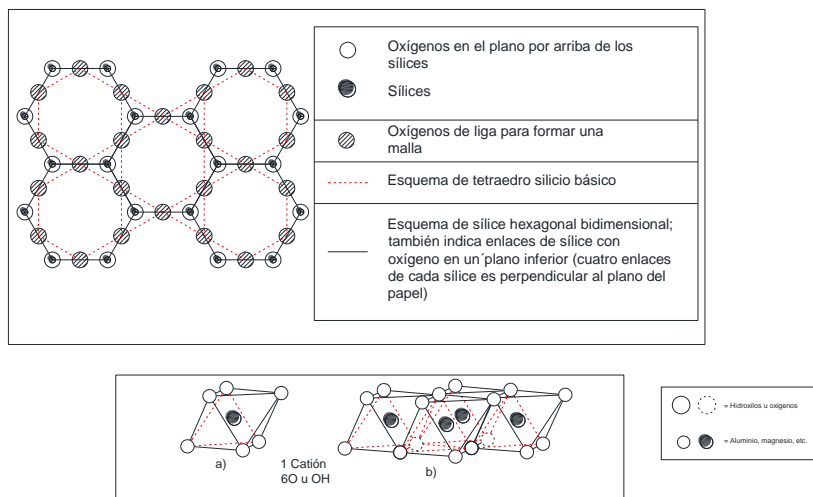 Oxígenos en el plano por arriba de los
sílices
Sílices
Oxígenos de liga para formar una
malla
Esquema de tetraedro silicio básico
Esquema de sílice hexagonal bidimensional;
también indica enlaces de sílice con
oxígeno en un´plano inferior (cuatro enlaces
de cada sílice es perpendicular al plano del
papel)
a)
1 Catión
6O u OH
b)
= Hidroxilos u oxigenos
= Aluminio, magnesio, etc.